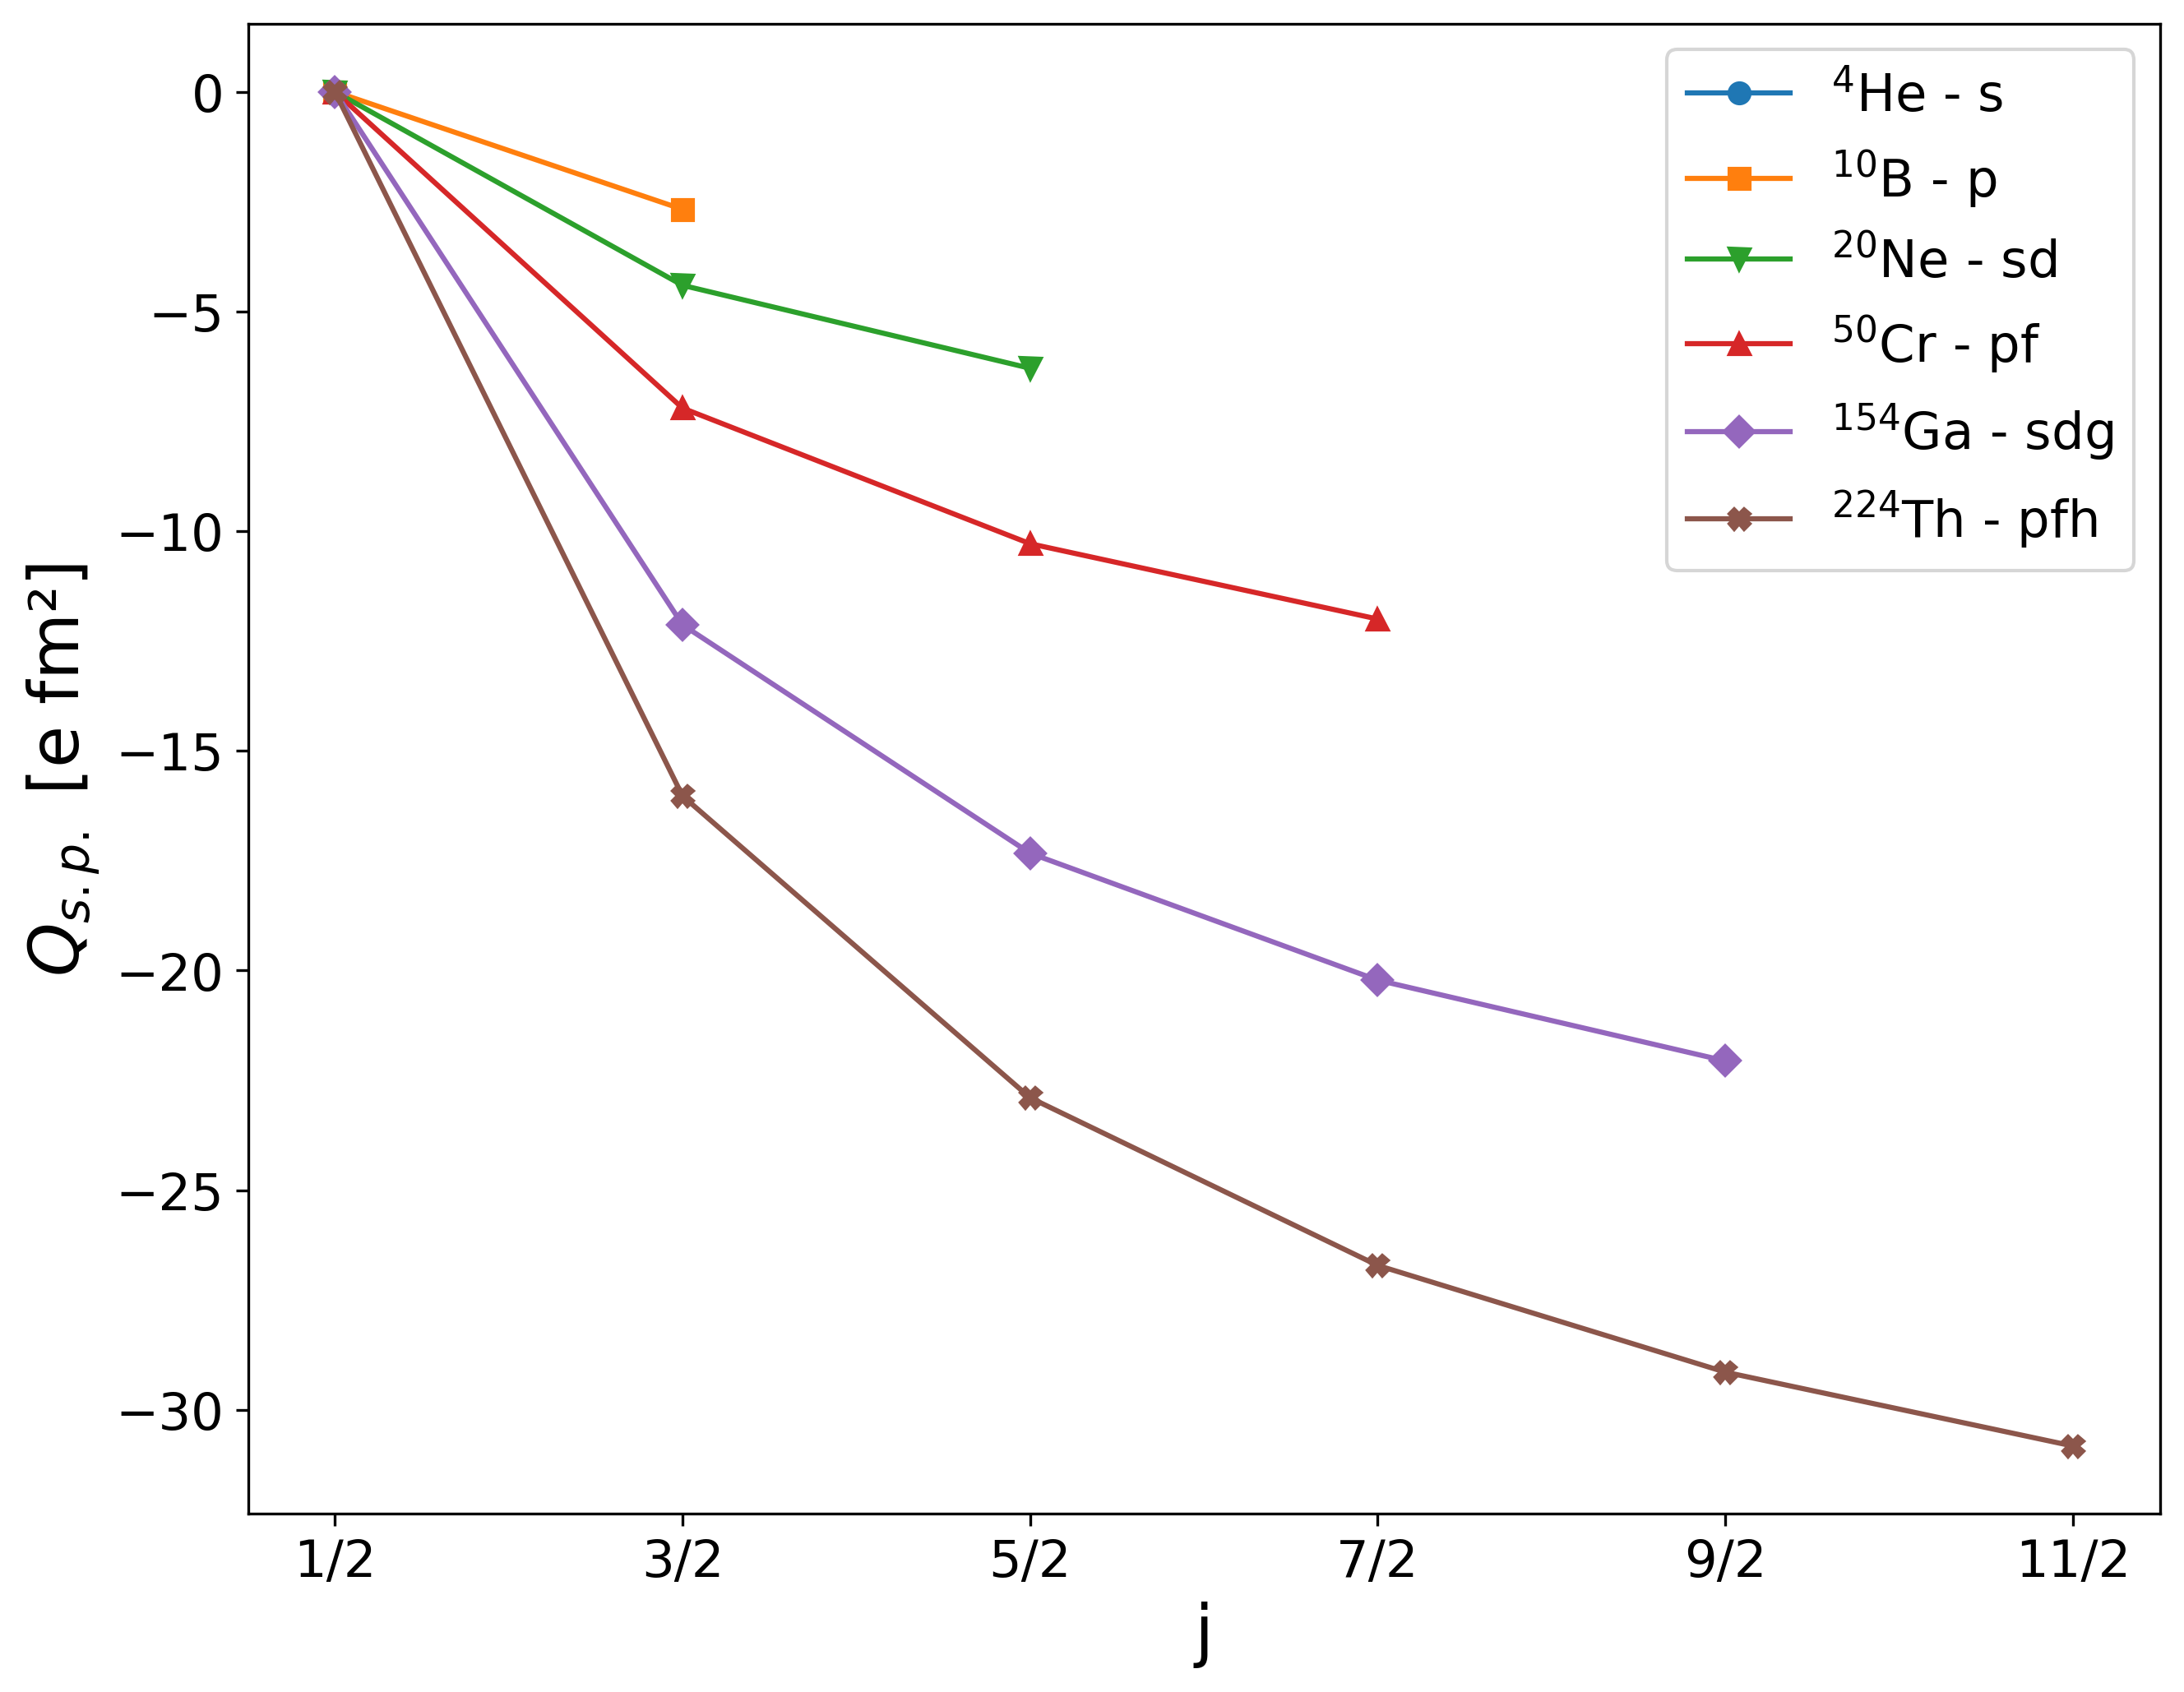 0
−5
−10
−15
−20
−25
−30
Q_{s.p.} [e fm²]
1/2 3/2 5/2 7/2 9/2 11/2
j
⁴He - s
¹⁰B - p
²⁰Ne - sd
⁵⁰Cr - pf
¹⁵⁴Ga - sdg
²²⁴Th - pfh